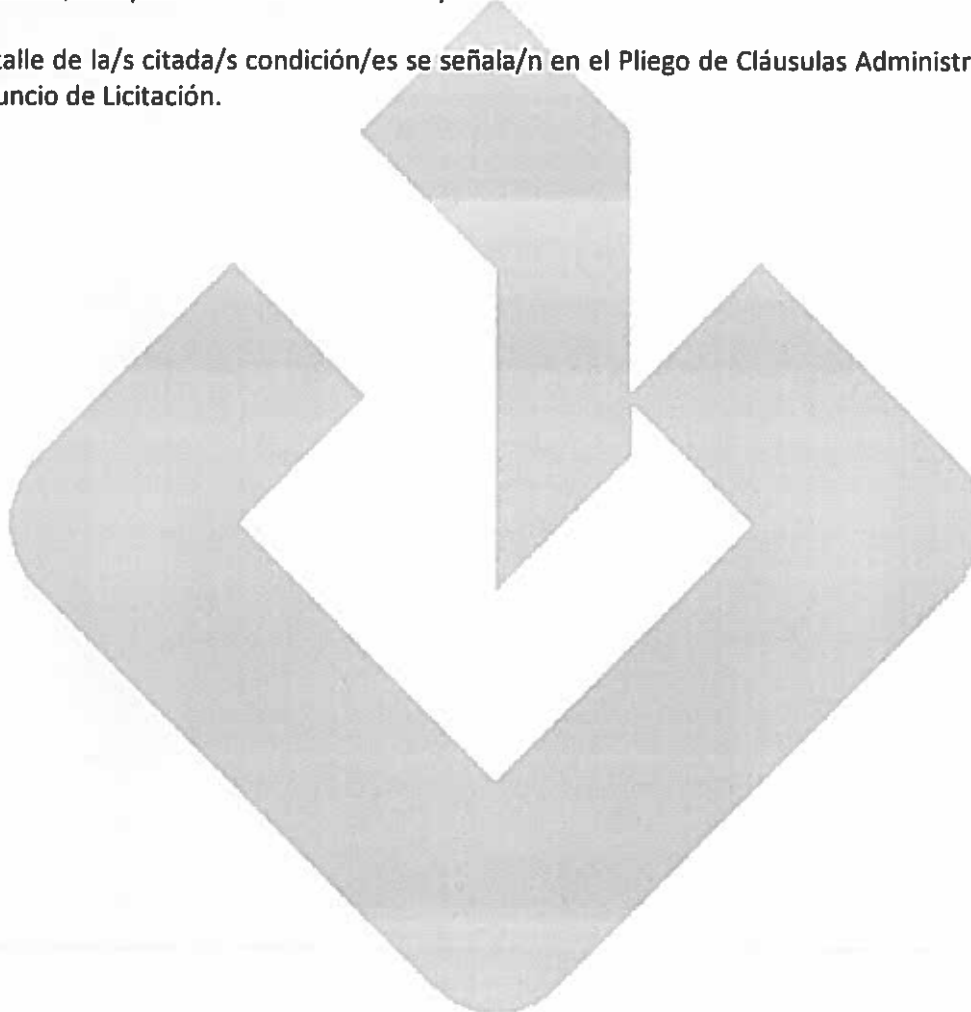 talle de la/s citada/s condición/es se señala/n en el Pliego de Cláusulas Administr
uncio de Licitación.